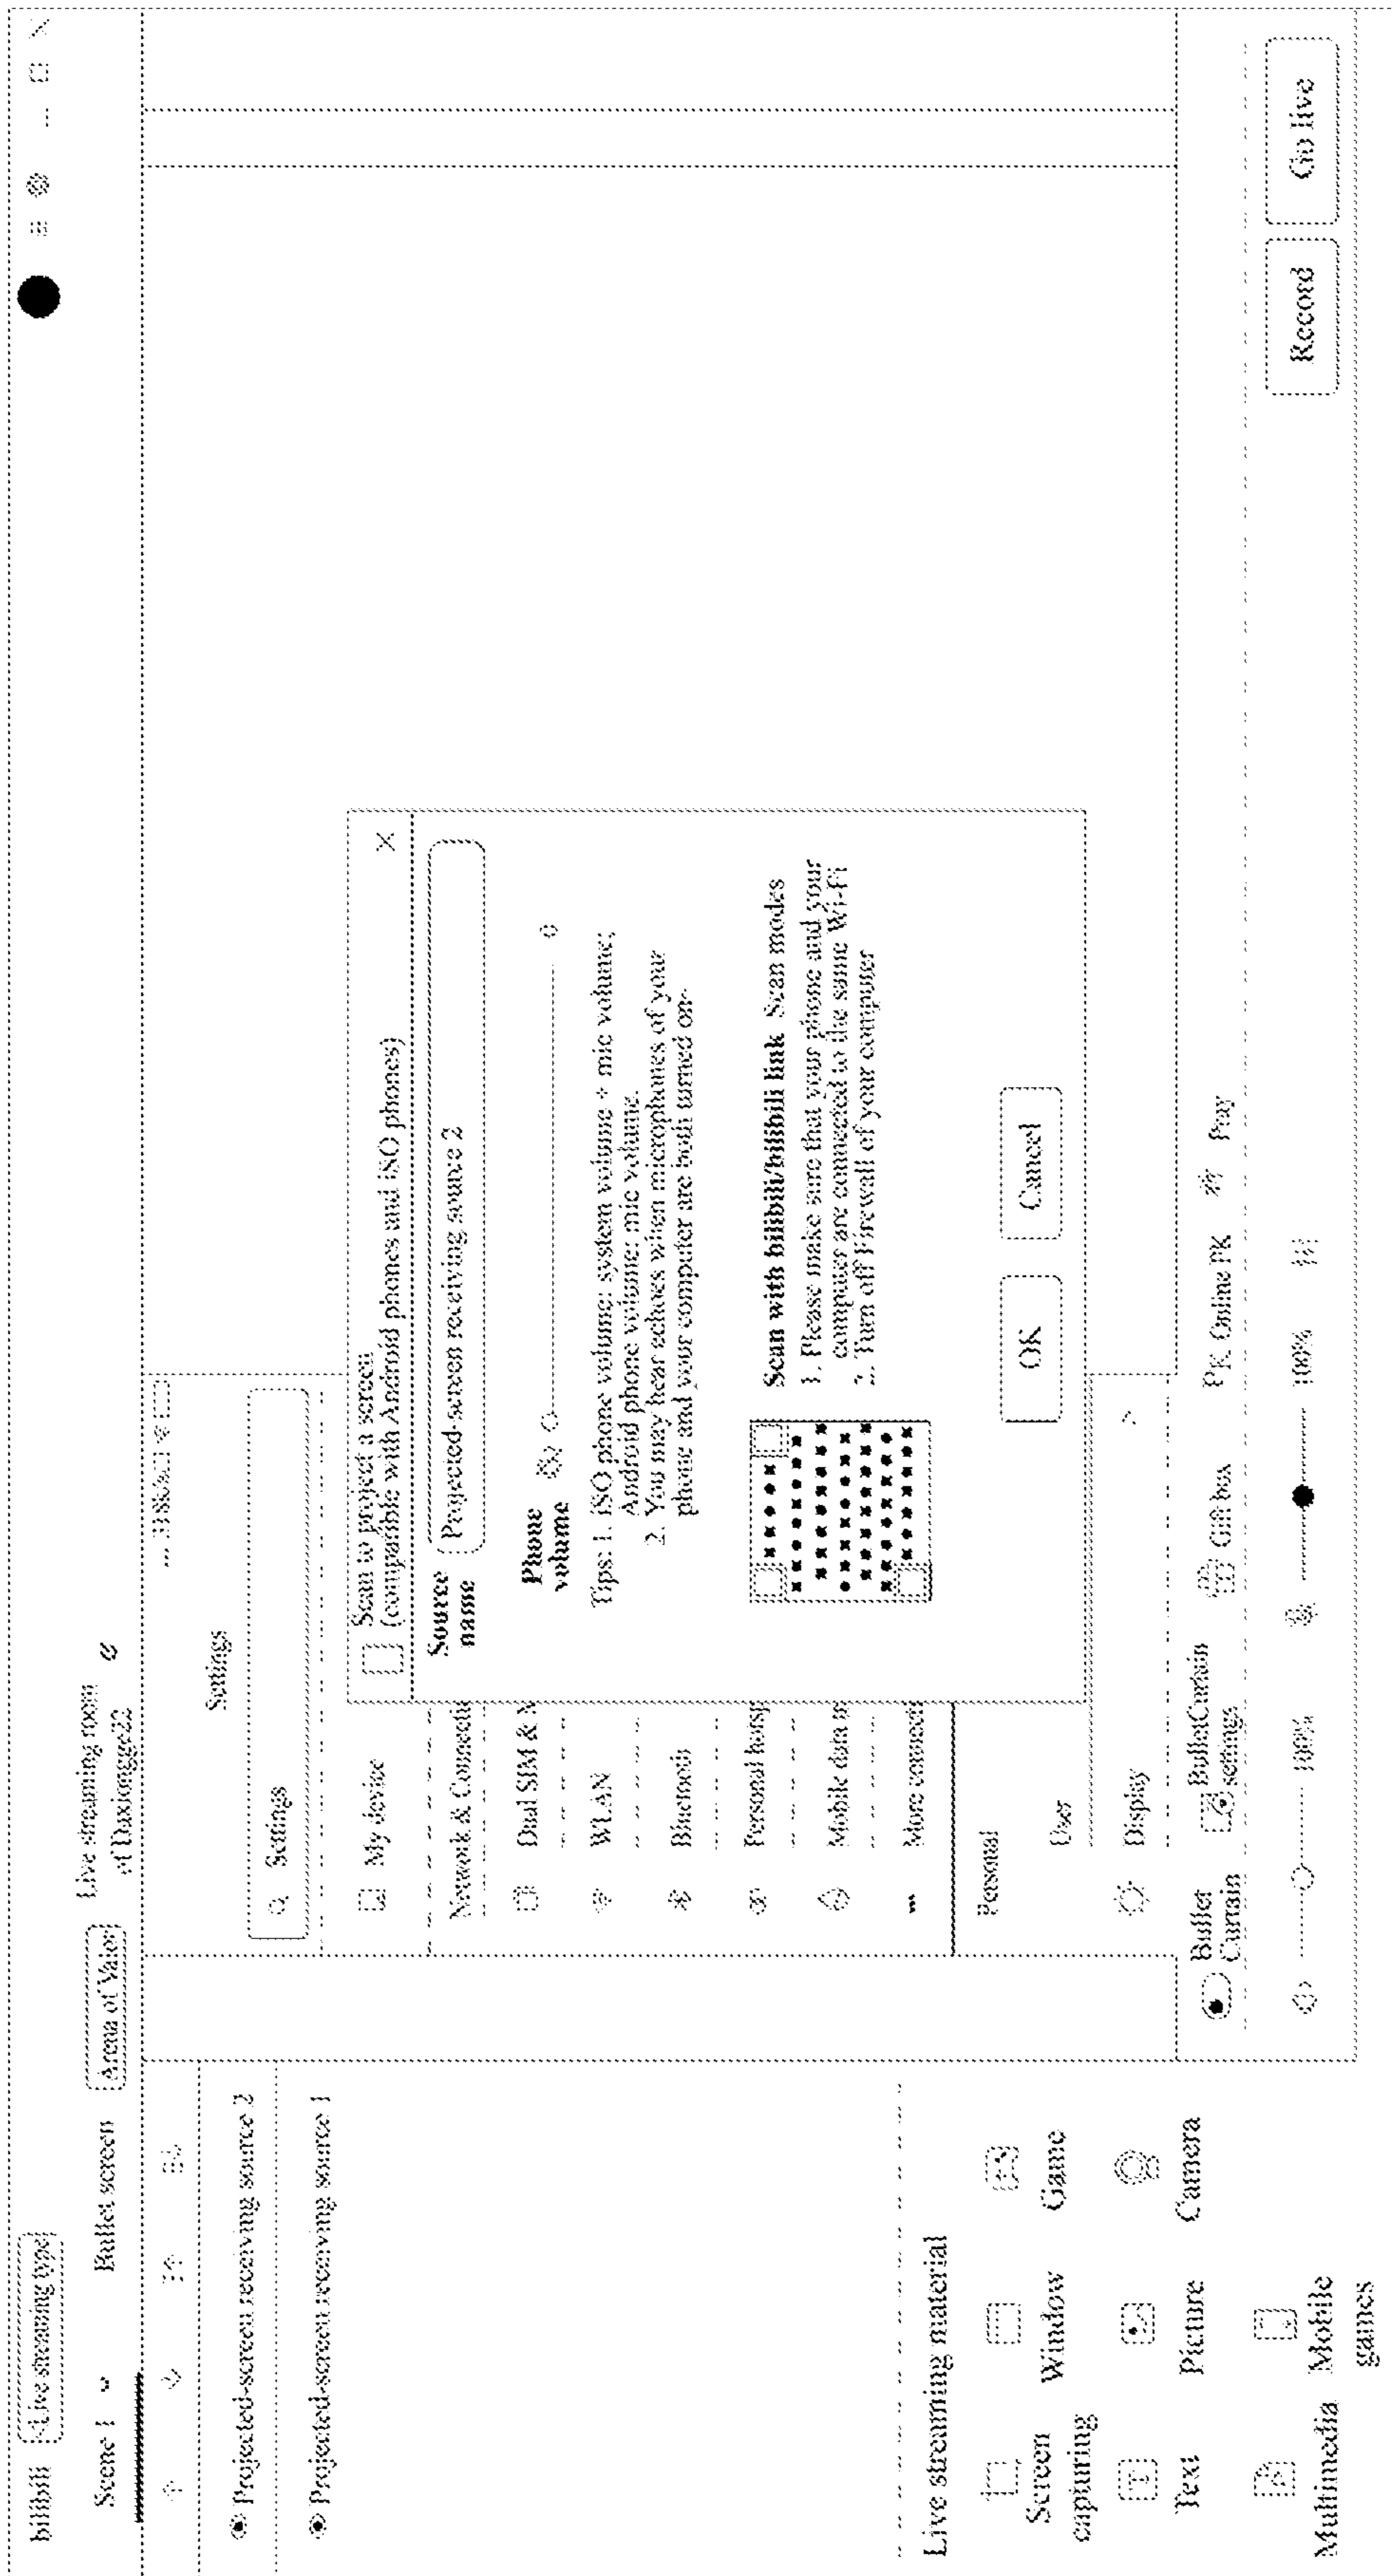 bilibili
Live streaming type
Scene 1
Bullet screen
Arena of Valor
Live streaming room
of Daxiongge22
Projected-screen receiving source 2
Projected-screen receiving source 1
Settings
Settings
My device
Network & Connecti
Dual SIM & M
WLAN
Bluetooth
Personal hotsp
Mobile data
More connect
Personal
User
Display
Scan to project a screen
(compatible with Android phones and iSO phones)
Source
name
Projected-screen receiving source 2
Phone
volume
0
Tips: 1. iSO phone volume: system volume + mic volume;
Android phone volume: mic volume.
2. You may hear echoes when microphones of your
phone and your computer are both turned on.
Scan with bilibili/bilibili link Scan modes
1. Please make sure that your phone and your
computer are connected to the same Wi-Fi
2. Turn off Firewall of your computer
OK
Cancel
Live streaming material
Screen
capturing
Window
Game
Text
Picture
Camera
Multimedia
Mobile
games
Bullet
Curtain
BulletCurtain
settings
Gift box
PK Online PK
Pray
100%
100%
Record
Go live